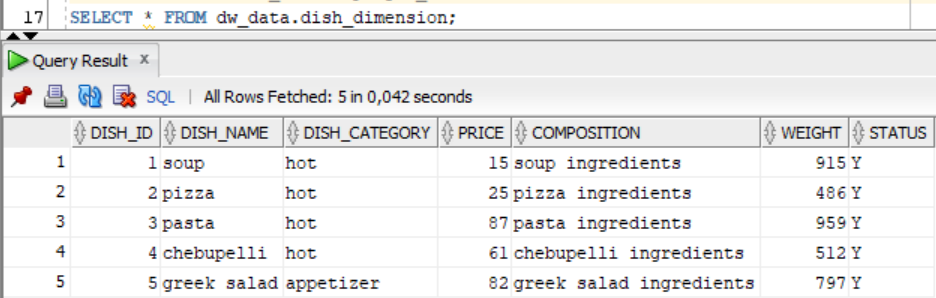 17 SELECT * FROM dw_data.dish_dimension;
Query Result x
SQL | All Rows Fetched: 5 in 0,042 seconds
DISH_ID DISH_NAME DISH_CATEGORY PRICE COMPOSITION WEIGHT STATUS
1 1 soup hot 15 soup ingredients 915 Y
2 2 pizza hot 25 pizza ingredients 486 Y
3 3 pasta hot 87 pasta ingredients 959 Y
4 4 chebupelli hot 61 chebupelli ingredients 512 Y
5 5 greek salad appetizer 82 greek salad ingredients 797 Y